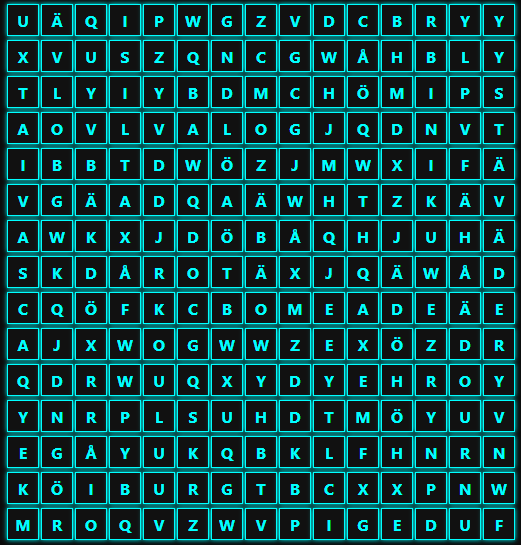 U Ä Q I P W G Z V D C B R Y Y
X V U S Z Q N C G W Å H B L Y
T L Y I Y B D M C H Ö M I P S
A O V L V A L O G J Q D N V T
I B B T D W Ö Z J M W X I F Ä
V G Ä A D Q A Ä W H T Z K Ä V
A W K X J D Ö B Å Q H J U H Ä
S K D Å R O T Ä X J Q Ä W Å D
C Q Ö F K C B O M E A D E Ä E
A J X W O G W W Z E X Ö Z D R
Q D R W U Q X Y D Y E H R O Y
Y N R P L S U H D T M Ö Y U V
E G Å Y U K Q B K L F H N R N
K Ö I B U R G T B C X X P N W
M R O Q V Z W V P I G E D U F